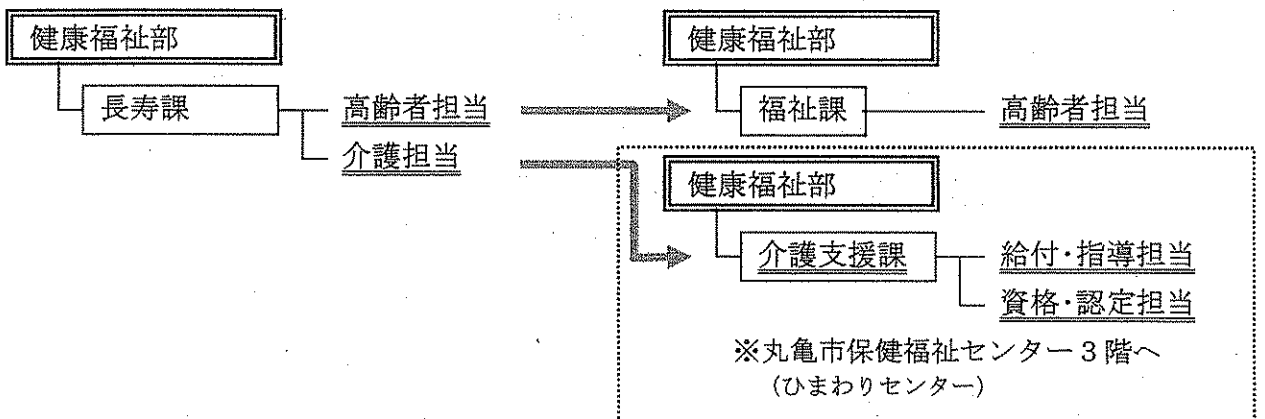 健康福祉部
長寿課
高齢者担当
介護担当
健康福祉部
福祉課
高齢者担当
健康福祉部
介護支援課
給付・指導担当
資格・認定担当
※丸亀市保健福祉センター3階へ
(ひまわりセンター)